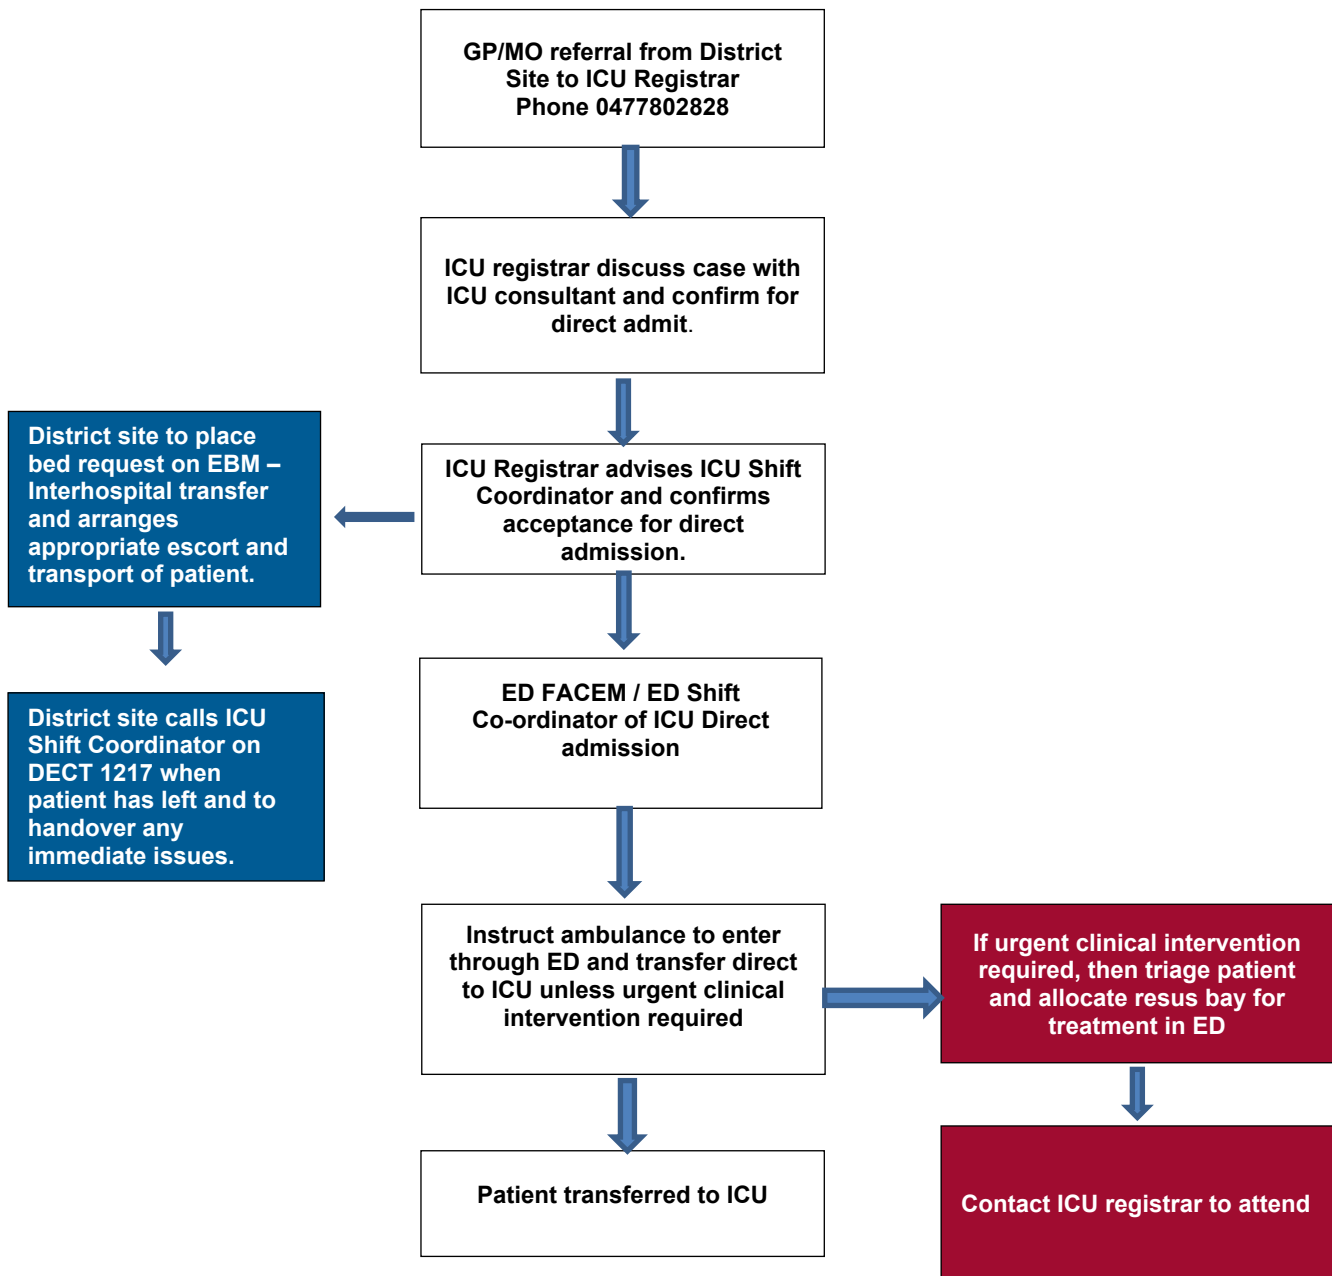 GP/MO referral from District
Site to ICU Registrar
Phone 0477802828
ICU registrar discuss case with
ICU consultant and confirm for
direct admit.
District site to place
bed request on EBM –
Interhospital transfer
and arranges
appropriate escort and
transport of patient.
ICU Registrar advises ICU Shift
Coordinator and confirms
acceptance for direct
admission.
District site calls ICU
Shift Coordinator on
DECT 1217 when
patient has left and to
handover any
immediate issues.
ED FACEM / ED Shift
Co-ordinator of ICU Direct
admission
Instruct ambulance to enter
through ED and transfer direct
to ICU unless urgent clinical
intervention required
If urgent clinical intervention
required, then triage patient
and allocate resus bay for
treatment in ED
Patient transferred to ICU
Contact ICU registrar to attend